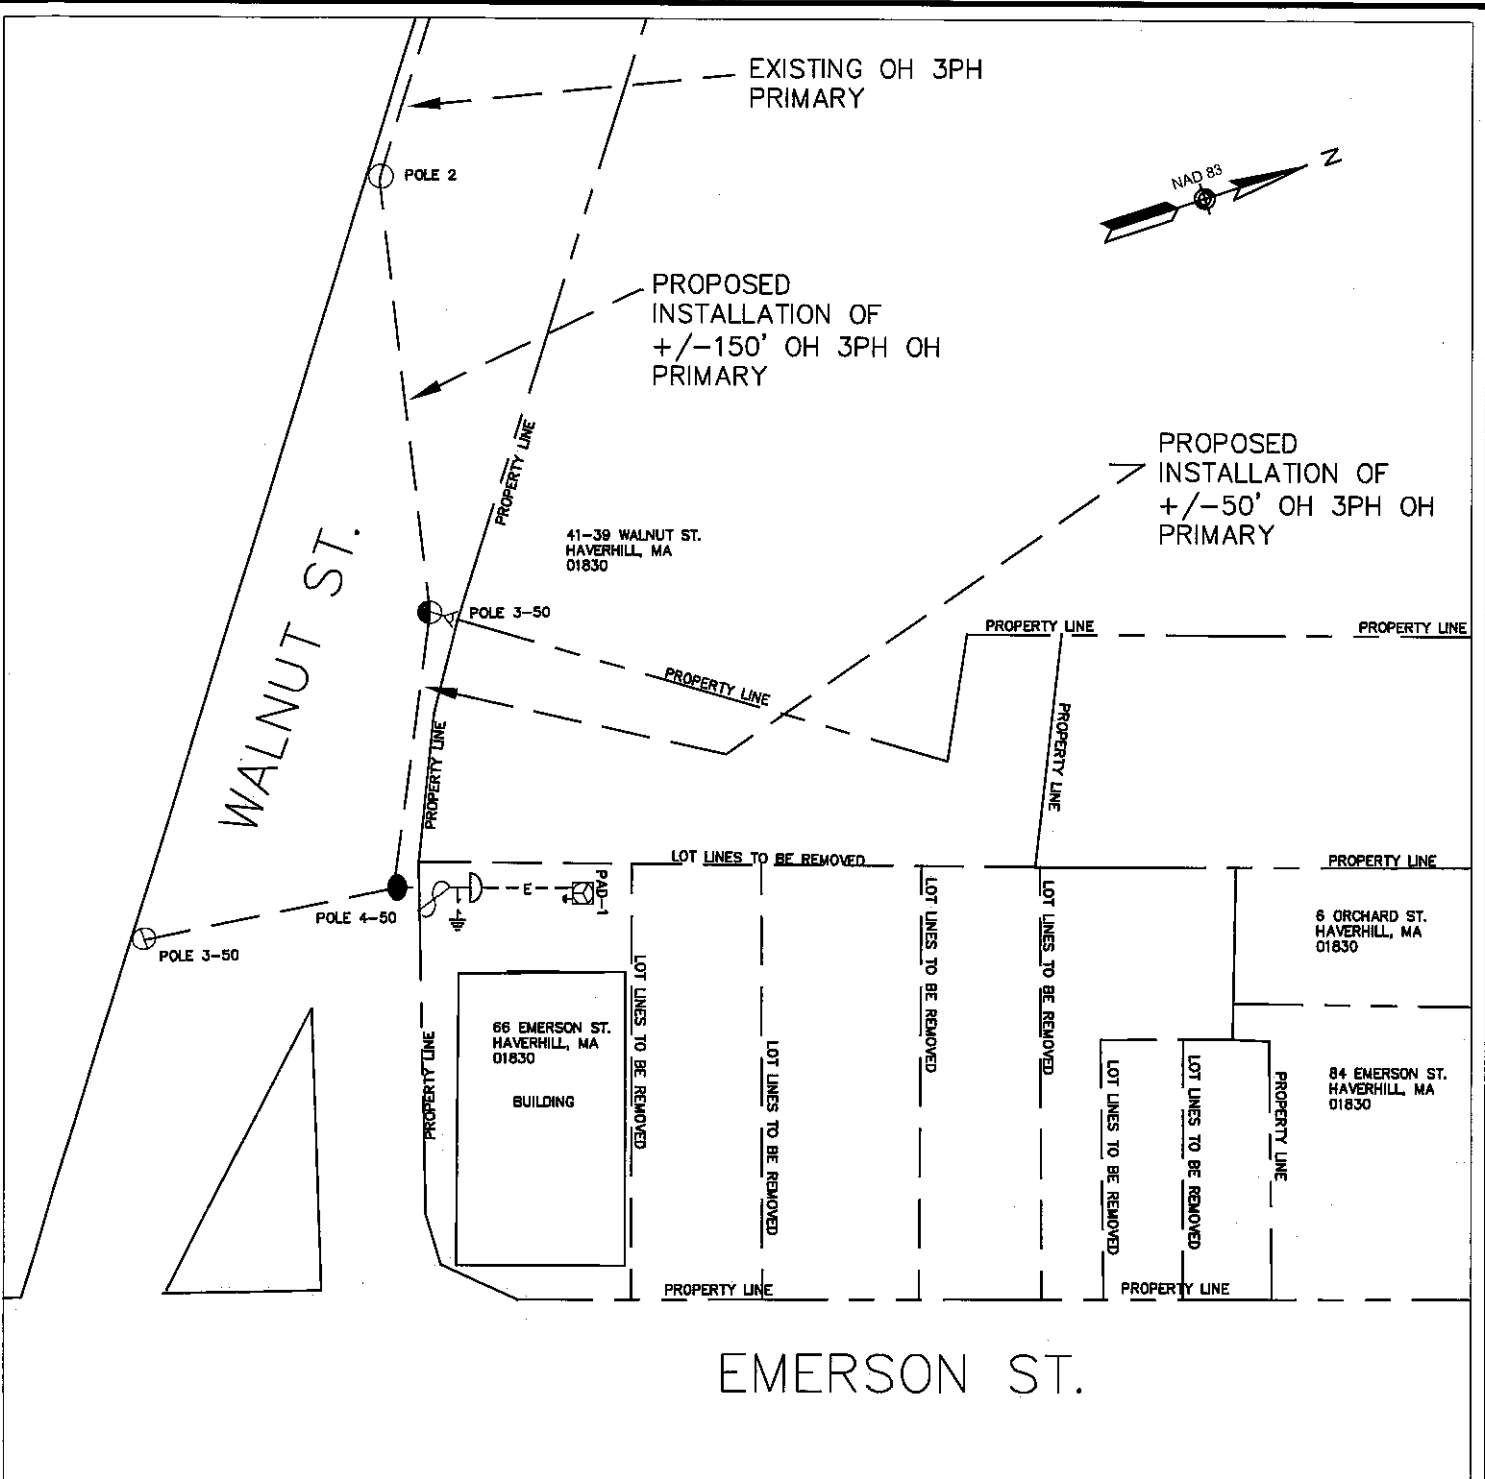 EXISTING OH 3PH
PRIMARY
POLE 2
NAD 83
N
PROPOSED
INSTALLATION OF
+/-150' OH 3PH OH
PRIMARY
PROPERTY LINE
PROPOSED
INSTALLATION OF
+/-50' OH 3PH OH
PRIMARY
41-39 WALNUT ST.
HAVERHILL, MA
01830
WALNUT ST.
POLE 3-50
PROPERTY LINE
PROPERTY LINE
PROPERTY LINE
PROPERTY LINE
PROPERTY LINE
LOT LINES TO BE REMOVED
PROPERTY LINE
E
PAD-1
POLE 4-50
POLE 3-50
6 ORCHARD ST.
HAVERHILL, MA
01830
LOT LINES TO BE REMOVED
LOT LINES TO BE REMOVED
LOT LINES TO BE REMOVED
LOT LINES TO BE REMOVED
PROPERTY LINE
66 EMERSON ST.
HAVERHILL, MA
01830
BUILDING
LOT LINES TO BE REMOVED
LOT LINES TO BE REMOVED
PROPERTY LINE
84 EMERSON ST.
HAVERHILL, MA
01830
PROPERTY LINE
PROPERTY LINE
EMERSON ST.